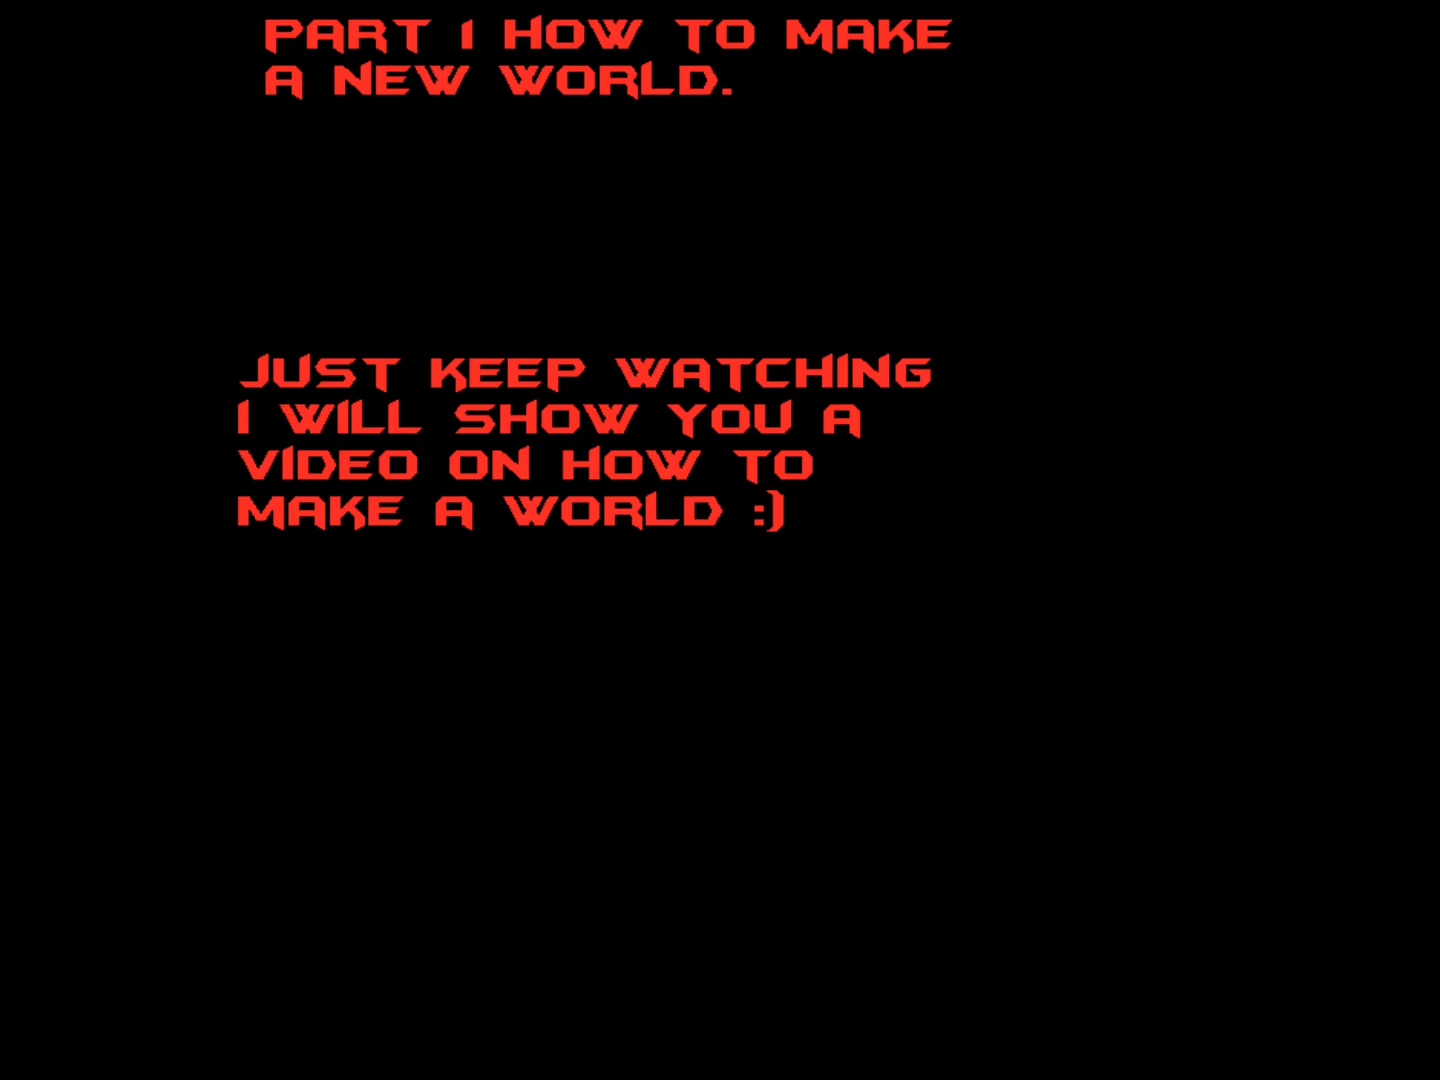 PART 1 HOW TO MAKE
A NEW WORLD.
JUST KEEP WATCHING
I WILL SHOW YOU A
VIDEO ON HOW TO
MAKE A WORLD :)